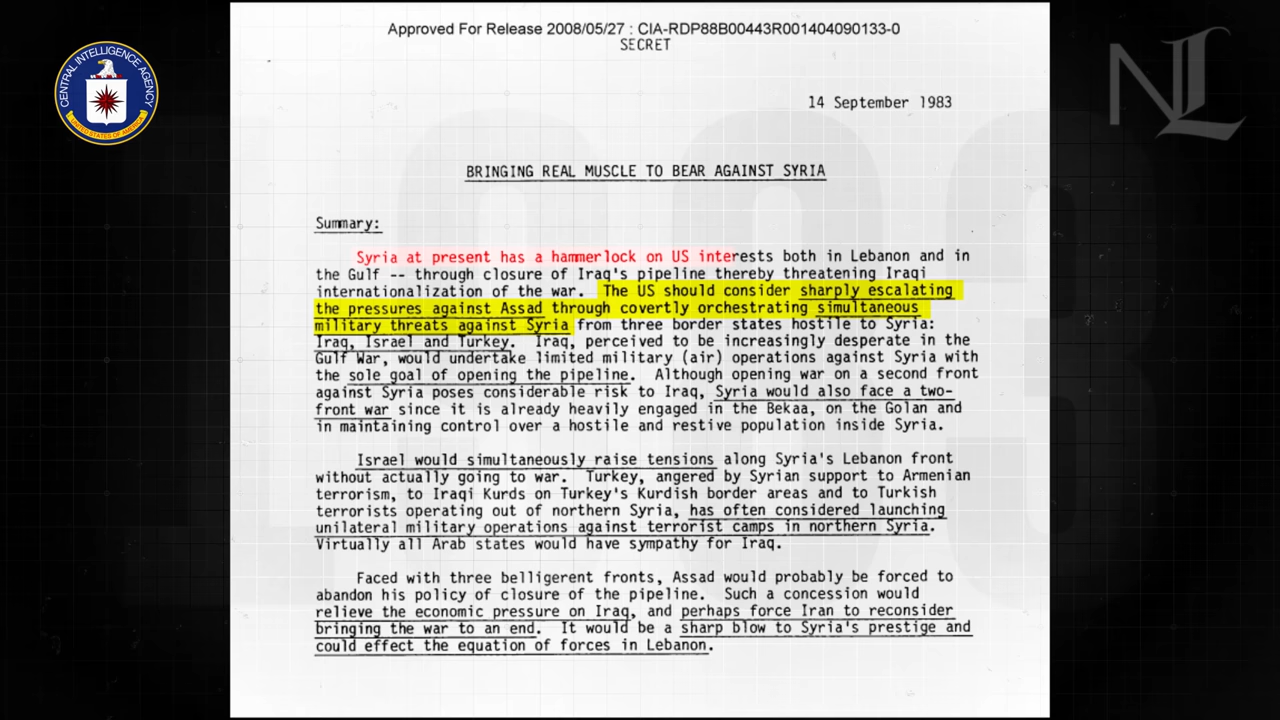 Approved For Release 2008/05/27 : CIA-RDP88B00443R001404090133-0
SECRET
CENTRAL INTELLIGENCE AGENCY
UNITED STATES OF AMERICA
NL
14 September 1983
BRINGING REAL MUSCLE TO BEAR AGAINST SYRIA
Summary:
Syria at present has a hammerlock on US interests both in Lebanon and in
the Gulf -- through closure of Iraq's pipeline thereby threatening Iraqi
internationalization of the war. The US should consider sharply escalating
the pressures against Assad through covertly orchestrating simultaneous
military threats against Syria from three border states hostile to Syria:
Iraq, Israel and Turkey. Iraq, perceived to be increasingly desperate in the
Gulf War, would undertake limited military (air) operations against Syria with
the sole goal of opening the pipeline. Although opening war on a second front
against Syria poses considerable risk to Iraq, Syria would also face a two-
front war since it is already heavily engaged in the Bekaa, on the Golan and
in maintaining control over a hostile and restive population inside Syria.
Israel would simultaneously raise tensions along Syria's Lebanon front
without actually going to war. Turkey, angered by Syrian support to Armenian
terrorism, to Iraqi Kurds on Turkey's Kurdish border areas and to Turkish
terrorists operating out of northern Syria, has often considered launching
unilateral military operations against terrorist camps in northern Syria.
Virtually all Arab states would have sympathy for Iraq.
Faced with three belligerent fronts, Assad would probably be forced to
abandon his policy of closure of the pipeline. Such a concession would
relieve the economic pressure on Iraq, and perhaps force Iran to reconsider
bringing the war to an end. It would be a sharp blow to Syria's prestige and
could effect the equation of forces in Lebanon.